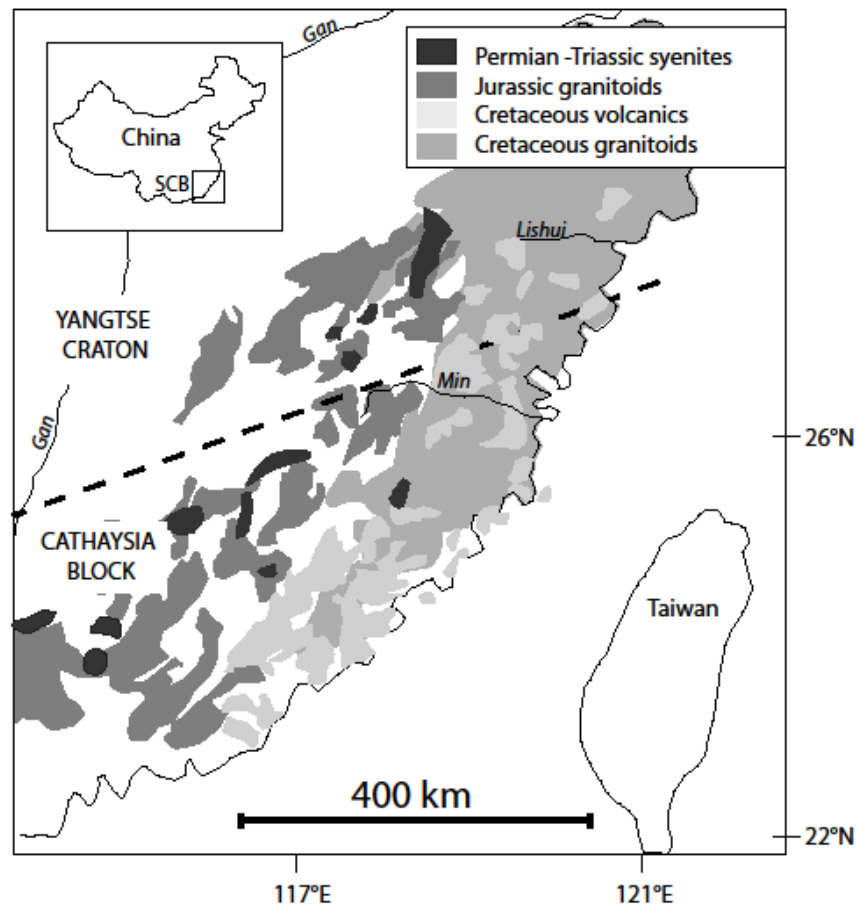 Gan
Permian -Triassic syenites
Jurassic granitoids
Cretaceous volcanics
Cretaceous granitoids
China
SCB
Lishui
YANGTSE
CRATON
Min
Gan
26°N
CATHAYSIA
BLOCK
Taiwan
400 km
22°N
117°E
121°E